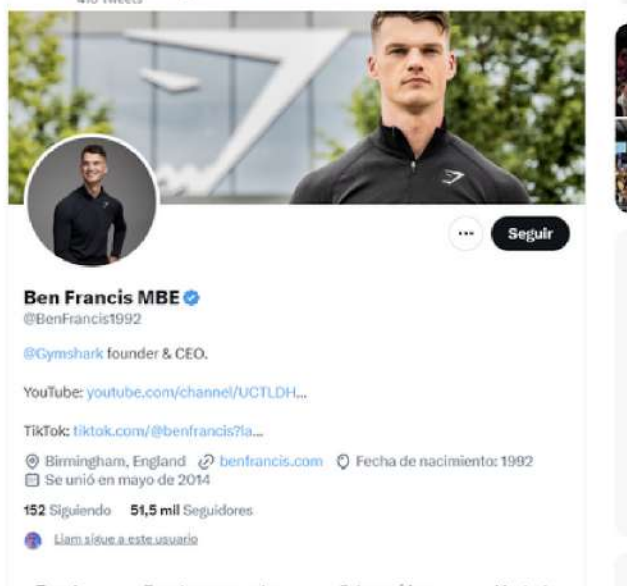 Seguir
Ben Francis MBE
@BenFrancis1992
@Gymshark founder & CEO.
YouTube: youtube.com/channel/UCTLDH...
TikTok: tiktok.com/@benfrancis?la...
Birmingham, England benfrancis.com Fecha de nacimiento: 1992
Se unió en mayo de 2014
152 Siguiendo 51,5 mil Seguidores
Liam sigue a este usuario